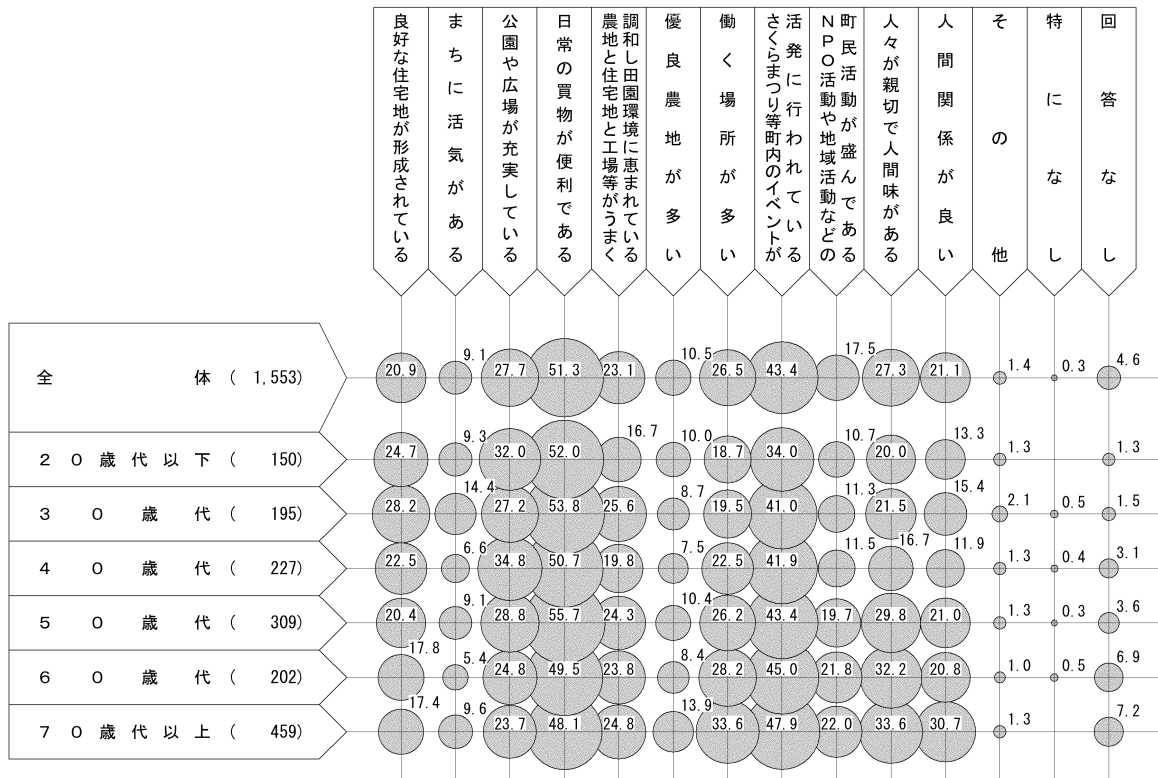 良好な住宅地が形成されている
まちに活気がある
公園や広場が充実している
日常の買物が便利である
調和し田園環境に恵まれている
農地と住宅地と工場等がうまく
優良農地が多い
働く場所が多い
活発に行われている
さくらまつり等町内のイベントが
町民活動が盛んである
NPO活動や地域活動などの
人々が親切で人間味がある
人間関係が良い
その他
特になし
回答なし
全体(1,553) 20.9 9.1 27.7 51.3 23.1 10.5 26.5 43.4 17.5 27.3 21.1 1.4 0.3 4.6
20歳代以下(150) 24.7 9.3 32.0 52.0 16.7 10.0 18.7 34.0 10.7 20.0 13.3 1.3 1.3
30歳代(195) 28.2 14.4 27.2 53.8 25.6 8.7 19.5 41.0 11.3 21.5 15.4 2.1 0.5 1.5
40歳代(227) 22.5 6.6 34.8 50.7 19.8 7.5 22.5 41.9 11.5 16.7 11.9 1.3 0.4 3.1
50歳代(309) 20.4 9.1 28.8 55.7 24.3 10.4 26.2 43.4 19.7 29.8 21.0 1.3 0.3 3.6
60歳代(202) 17.8 5.4 24.8 49.5 23.8 8.4 28.2 45.0 21.8 32.2 20.8 1.0 0.5 6.9
70歳代以上(459) 17.4 9.6 23.7 48.1 24.8 13.9 33.6 47.9 22.0 33.6 30.7 1.3 7.2